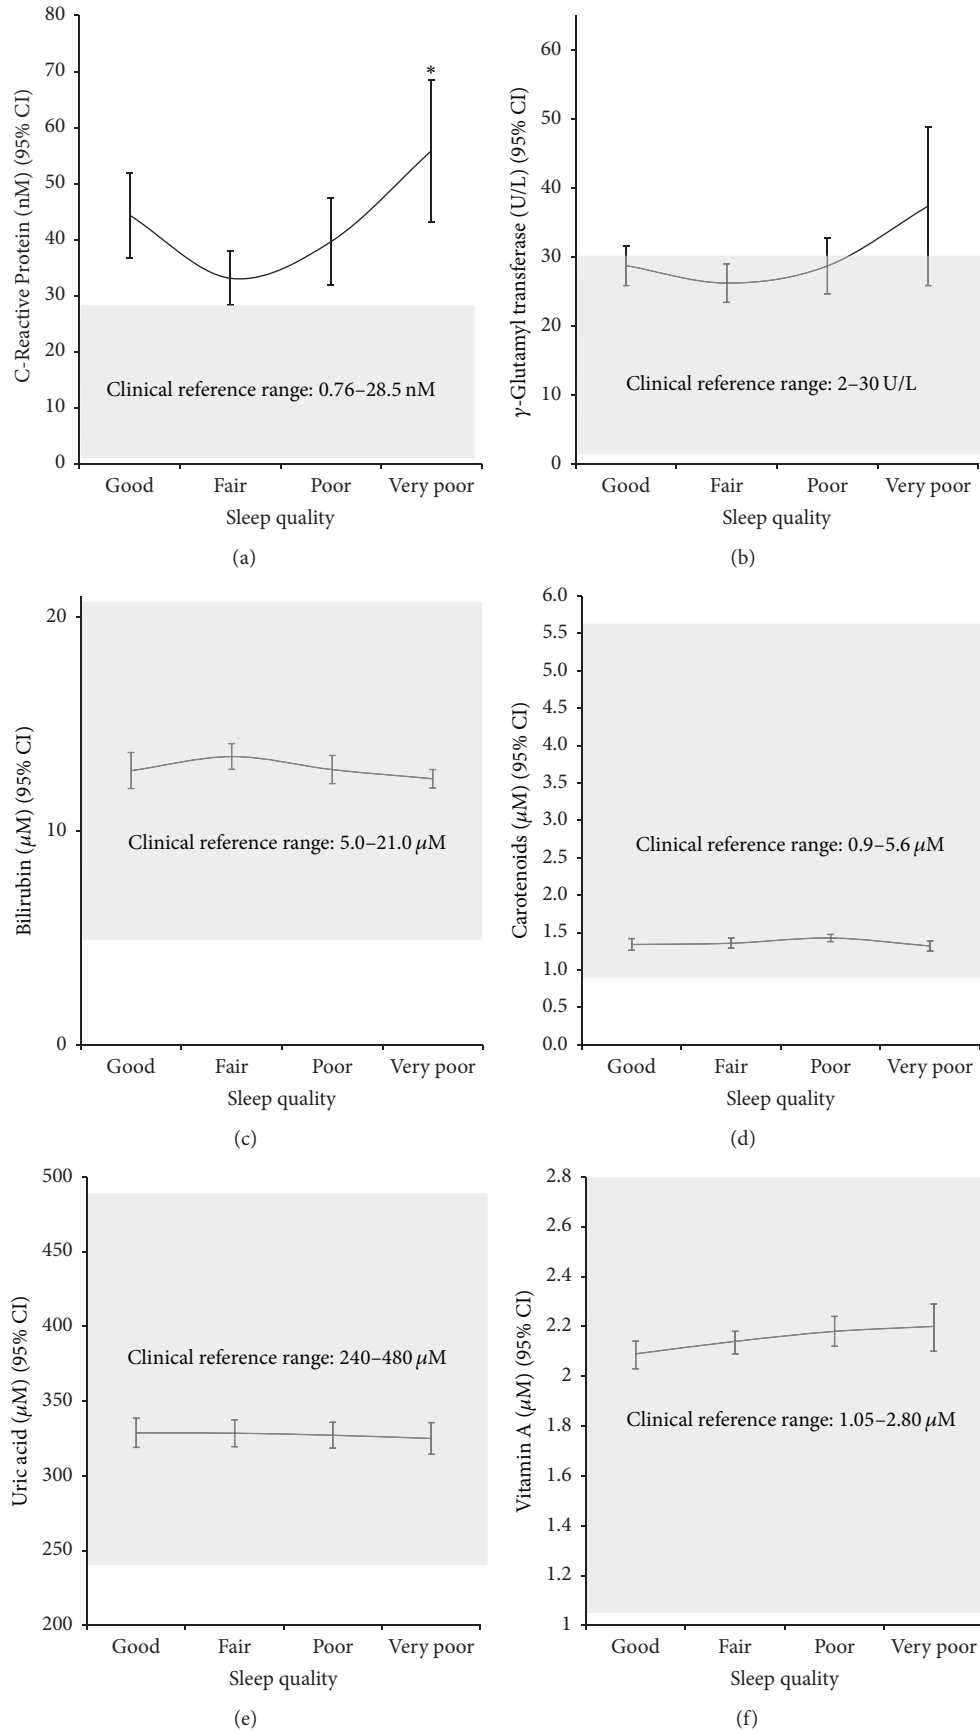 C-Reactive Protein (nM) (95% CI)
80
70
60
50
40
30
20
10
0
*
Clinical reference range: 0.76–28.5 nM
Good Fair Poor Very poor
Sleep quality
(a)
γ-Glutamyl transferase (U/L) (95% CI)
60
50
40
30
20
10
0
Clinical reference range: 2–30 U/L
Good Fair Poor Very poor
Sleep quality
(b)
Bilirubin (μM) (95% CI)
20
10
0
Clinical reference range: 5.0–21.0 μM
Good Fair Poor Very poor
Sleep quality
(c)
Carotenoids (μM) (95% CI)
6.0
5.5
5.0
4.5
4.0
3.5
3.0
2.5
2.0
1.5
1.0
0.5
0.0
Clinical reference range: 0.9–5.6 μM
Good Fair Poor Very poor
Sleep quality
(d)
Uric acid (μM) (95% CI)
500
450
400
350
300
250
200
Clinical reference range: 240–480 μM
Good Fair Poor Very poor
Sleep quality
(e)
Vitamin A (μM) (95% CI)
2.8
2.6
2.4
2.2
2
1.8
1.6
1.4
1.2
1
Clinical reference range: 1.05–2.80 μM
Good Fair Poor Very poor
Sleep quality
(f)